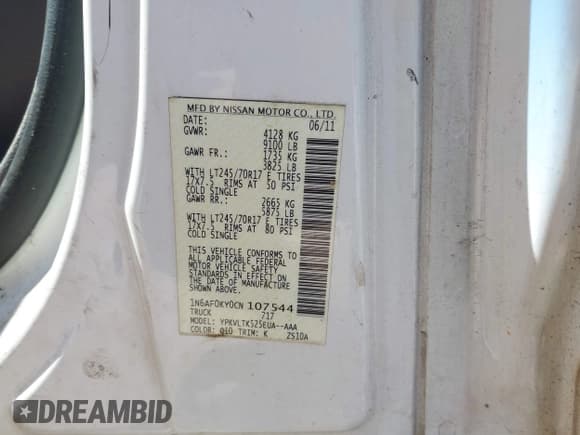 MFD BY NISSAN MOTOR CO., LTD.
DATE: 06/11
GVWR: 4128 KG
9100 LB
GAWR FR.: 1735 KG
3825 LB
WITH LT245/70R17 E TIRES
17X7.5 RIMS AT 50 PSI
COLD SINGLE
GAWR RR.: 2665 KG
5875 LB
WITH LT245/70R17 E TIRES
17X7.5 RIMS AT 80 PSI
COLD SINGLE
THIS VEHICLE CONFORMS TO
ALL APPLICABLE FEDERAL
MOTOR VEHICLE SAFETY
STANDARDS IN EFFECT ON
THE DATE OF MANUFACTURE
SHOWN ABOVE.
1N6AF0KY0CN 107544
TRUCK 717
MODEL: YPKVLTK525EUA--AAA
COLOR: Q10 TRIM: K ZS10A
DREAMBID